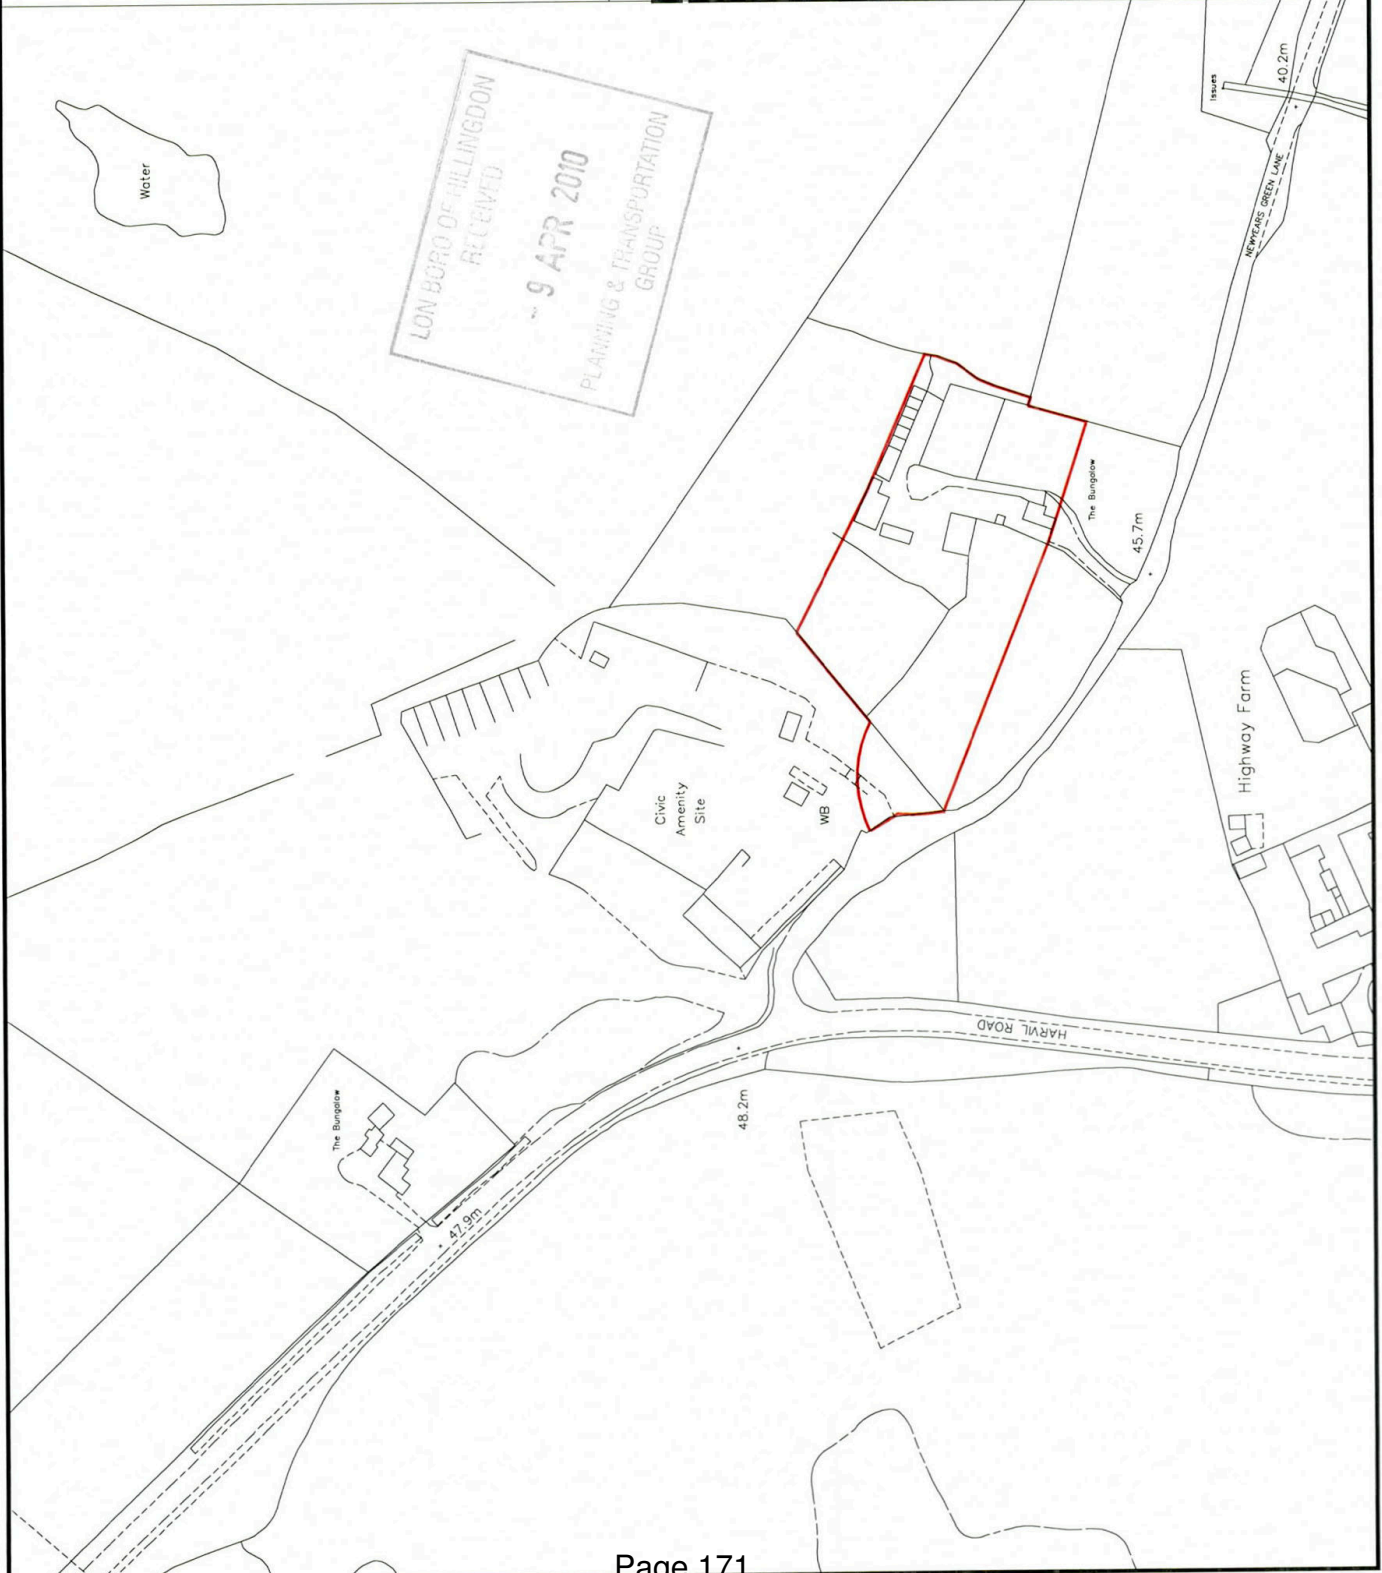 LON BORO OF HILLINGDON
RECEIVED
- 9 APR 2010
PLANNING & TRANSPORTATION
GROUP
Water
Issues
40.2m
NEWYEARS GREEN LANE
The Bungalow
45.7m
Highway Farm
Civic
Amenity
Site
WB
HARVIL ROAD
The Bungalow
48.2m
47.9m
Page 171